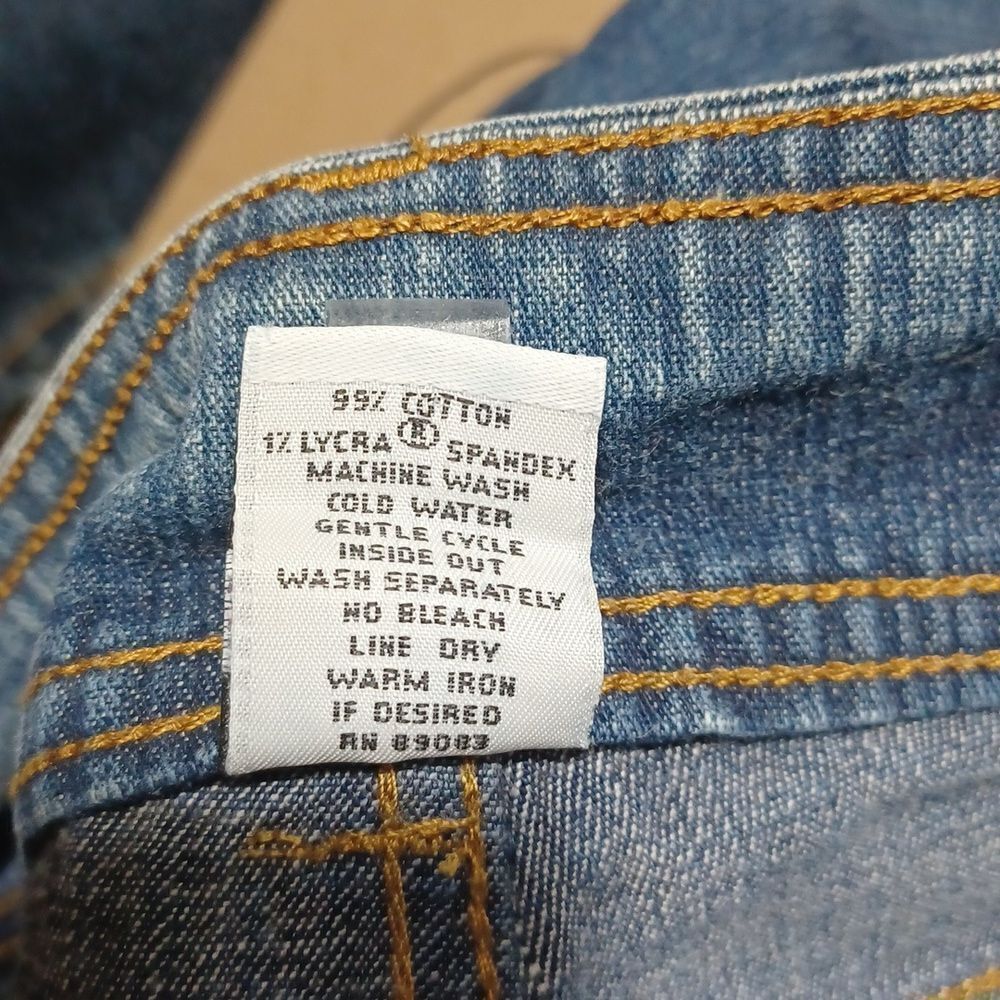 99% COTTON
1% LYCRA® SPANDEX
MACHINE WASH
COLD WATER
GENTLE CYCLE
INSIDE OUT
WASH SEPARATELY
NO BLEACH
LINE DRY
WARM IRON
IF DESIRED
RN 89083